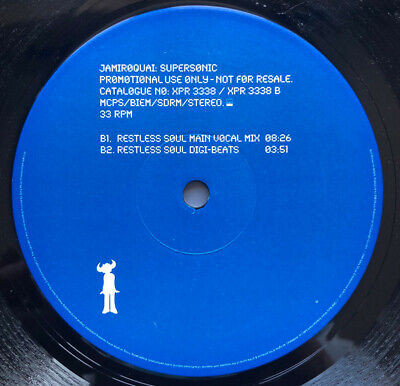 JAMIROQUAI: SUPERSONIC
PROMOTIONAL USE ONLY - NOT FOR RESALE.
CATALOGUE NO: XPR 3338 / XPR 3338 B
MCPS/BIEM/SDRM/STEREO.
33 RPM
B1. RESTLESS SOUL MAIN VOCAL MIX 08:26
B2. RESTLESS SOUL DIGI-BEATS 03:51